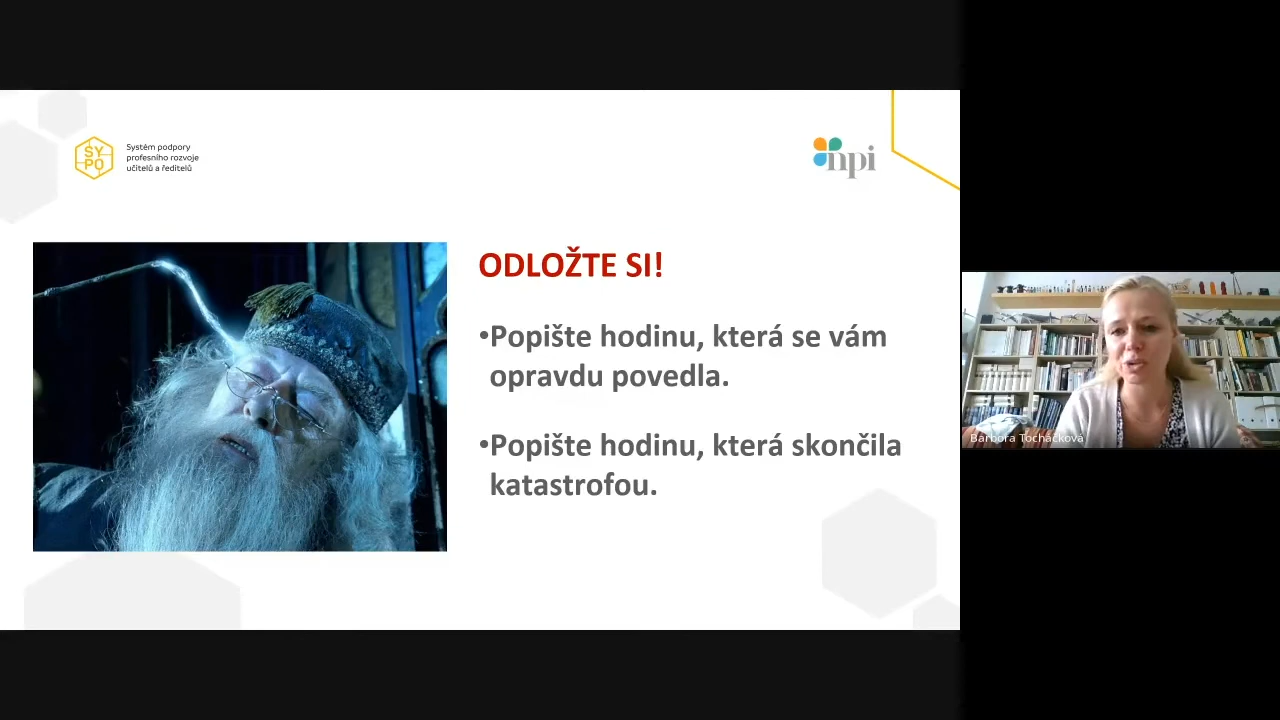 SY
PO
Systém podpory
profesního rozvoje
učitelů a ředitelů
npi
ODLOŽTE SI!
•Popište hodinu, která se vám
opravdu povedla.
•Popište hodinu, která skončila
katastrofou.
Barbora Tocháčková